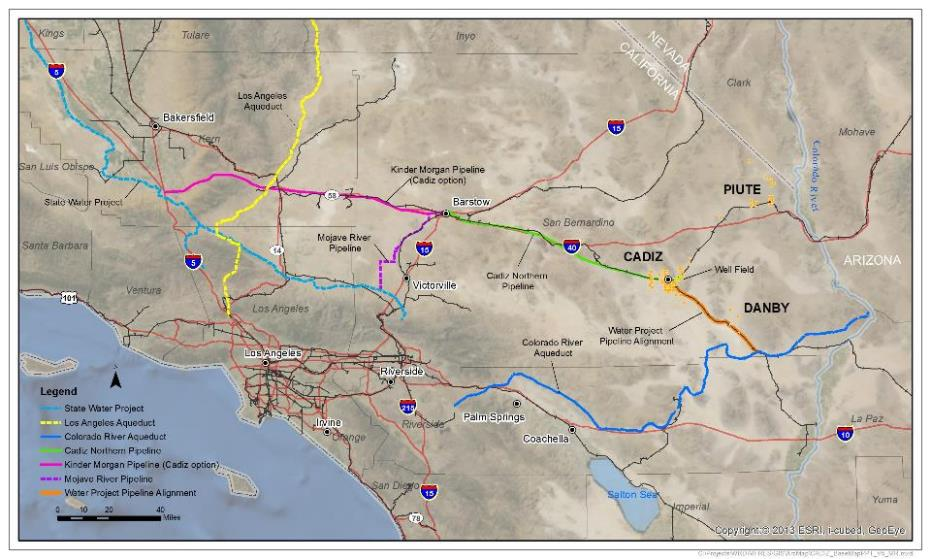 Kings
Tulare
Inyo
NEVADA
CALIFORNIA
Clark
5
Los Angeles
Aqueduct
Bakersfield
Kern
15
Mohave
Colorado River
San Luis Obispo
Kinder Morgan Pipeline
(Cadiz option)
PIUTE
State Water Project
58
Barstow
San Bernardino
Santa Barbara
Mojave River
Pipeline
14
15
40
CADIZ
Well Field
ARIZONA
5
Cadiz Northern
Pipeline
Ventura
101
Victorville
Los Angeles
DANBY
Water Project
Pipeline Alignment
Colorado River
Aqueduct
Los Angeles
Riverside
Legend
State Water Project
Los Angeles Aqueduct
Colorado River Aqueduct
Cadiz Northern Pipeline
Kinder Morgan Pipeline (Cadiz option)
Mojave River Pipeline
Water Project Pipeline Alignment
0 10 20 40
Miles
215
Palm Springs
Irvine
Orange
Riverside
Coachella
La Paz
10
San Diego
15
78
Salton Sea
Imperial
Yuma
Copyright:© 2013 ESRI, i-cubed, GeoEye